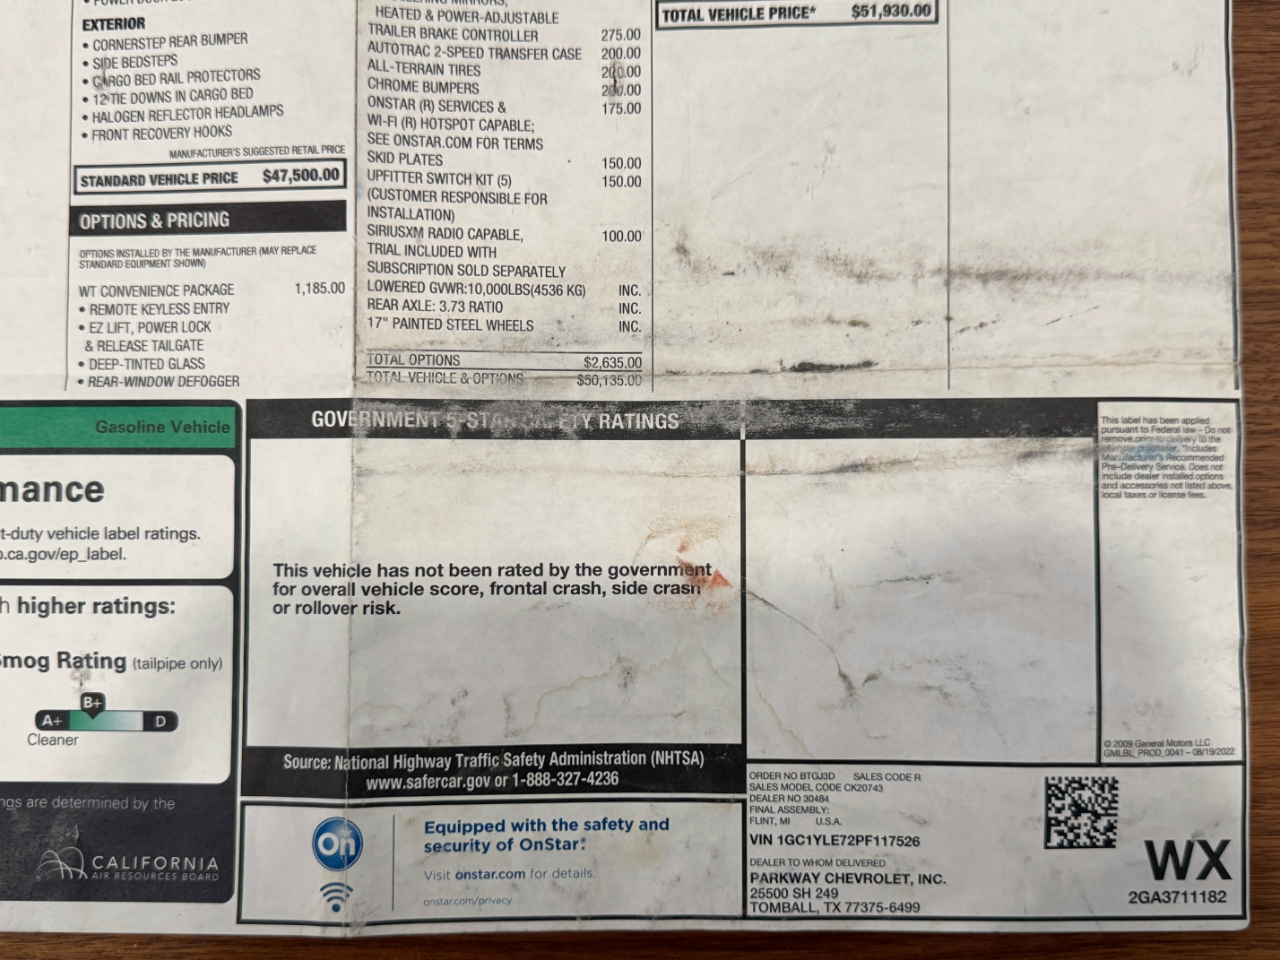 EXTERIOR
• CORNERSTEP REAR BUMPER
• SIDE BEDSTEPS
• CARGO BED RAIL PROTECTORS
• 12 TIE DOWNS IN CARGO BED
• HALOGEN REFLECTOR HEADLAMPS
• FRONT RECOVERY HOOKS
MANUFACTURER'S SUGGESTED RETAIL PRICE
STANDARD VEHICLE PRICE $47,500.00
OPTIONS & PRICING
OPTIONS INSTALLED BY THE MANUFACTURER (MAY REPLACE
STANDARD EQUIPMENT SHOWN)
WT CONVENIENCE PACKAGE 1,185.00
• REMOTE KEYLESS ENTRY
• EZ LIFT, POWER LOCK
& RELEASE TAILGATE
• DEEP-TINTED GLASS
• REAR-WINDOW DEFOGGER
MIRRORS,
HEATED & POWER-ADJUSTABLE
TRAILER BRAKE CONTROLLER 275.00
AUTOTRAC 2-SPEED TRANSFER CASE 200.00
ALL-TERRAIN TIRES 200.00
CHROME BUMPERS 200.00
ONSTAR (R) SERVICES & 175.00
WI-FI (R) HOTSPOT CAPABLE;
SEE ONSTAR.COM FOR TERMS
SKID PLATES 150.00
UPFITTER SWITCH KIT (5) 150.00
(CUSTOMER RESPONSIBLE FOR
INSTALLATION)
SIRIUSXM RADIO CAPABLE, 100.00
TRIAL INCLUDED WITH
SUBSCRIPTION SOLD SEPARATELY
LOWERED GVWR:10,000LBS(4536 KG) INC.
REAR AXLE: 3.73 RATIO INC.
17" PAINTED STEEL WHEELS INC.
TOTAL OPTIONS $2,635.00
TOTAL VEHICLE & OPTIONS $50,135.00
TOTAL VEHICLE PRICE* $51,930.00
Gasoline Vehicle
mance
t-duty vehicle label ratings.
.ca.gov/ep_label.
h higher ratings:
Smog Rating (tailpipe only)
B+
A+ D
Cleaner
ngs are determined by the
CALIFORNIA
AIR RESOURCES BOARD
GOVERNMENT 5-STAR SAFETY RATINGS
This vehicle has not been rated by the government
for overall vehicle score, frontal crash, side crash
or rollover risk.
Source: National Highway Traffic Safety Administration (NHTSA)
www.safercar.gov or 1-888-327-4236
On
Equipped with the safety and
security of OnStar.
Visit onstar.com for details.
onstar.com/privacy
This label has been applied
pursuant to Federal law – Do not
remove prior to delivery to the
ultimate purchaser. *Includes
Manufacturer's Recommended
Pre-Delivery Service. Does not
include dealer installed options
and accessories not listed above,
local taxes or license fees.
© 2009 General Motors LLC
GMLBL_PROD_0041 – 08/19/2022
ORDER NO BTGJ3D SALES CODE R
SALES MODEL CODE CK20743
DEALER NO 30484
FINAL ASSEMBLY:
FLINT, MI U.S.A.
VIN 1GC1YLE72PF117526
DEALER TO WHOM DELIVERED
PARKWAY CHEVROLET, INC.
25500 SH 249
TOMBALL, TX 77375-6499
WX
2GA3711182